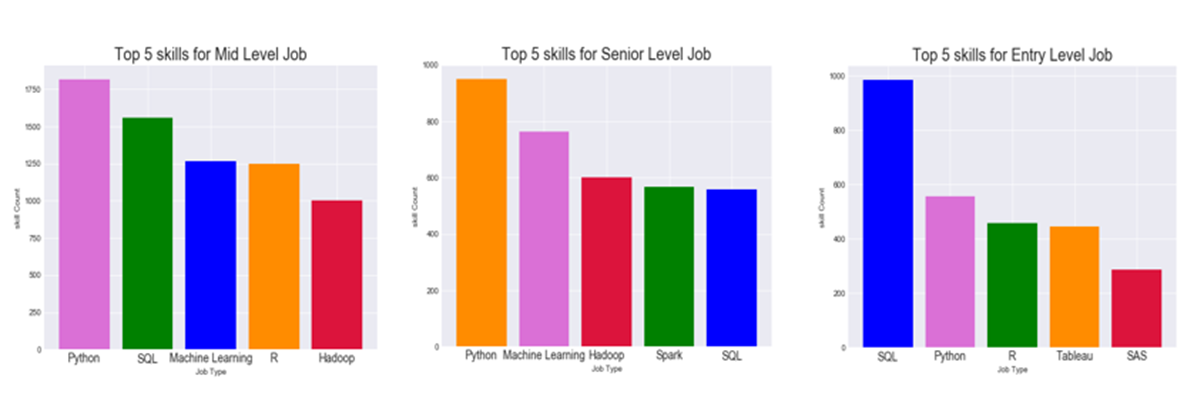 Top 5 skills for Mid Level Job
1750
1500
1250
1000
750
500
250
0
skill Count
Python SQL Machine Learning R Hadoop
Job Type
Top 5 skills for Senior Level Job
1000
800
600
400
200
0
skill Count
Python Machine Learning Hadoop Spark SQL
Job Type
Top 5 skills for Entry Level Job
1000
800
600
400
200
0
skill Count
SQL Python R Tableau SAS
Job Type